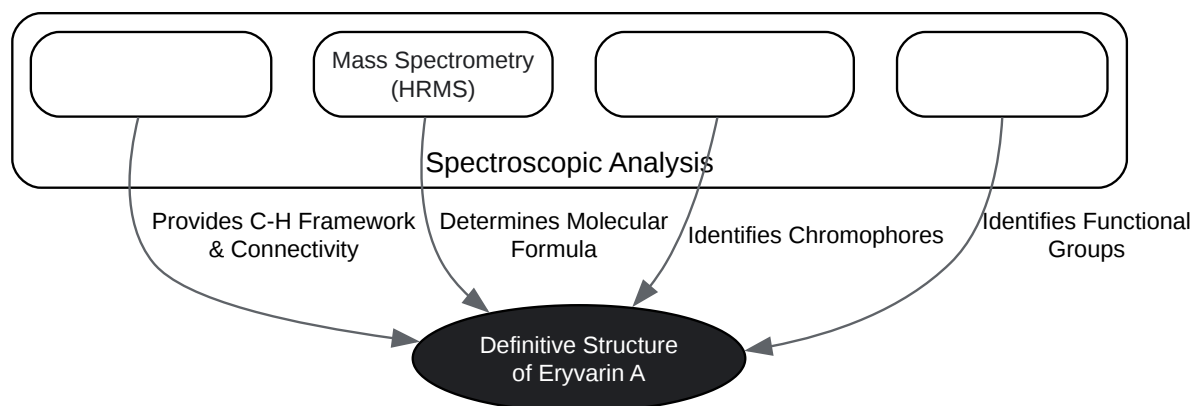 Mass Spectrometry
(HRMS)
Spectroscopic Analysis
Provides C-H Framework
& Connectivity
Determines Molecular
Formula
Identifies Chromophores
Identifies Functional
Groups
Definitive Structure
of Eryvarin A